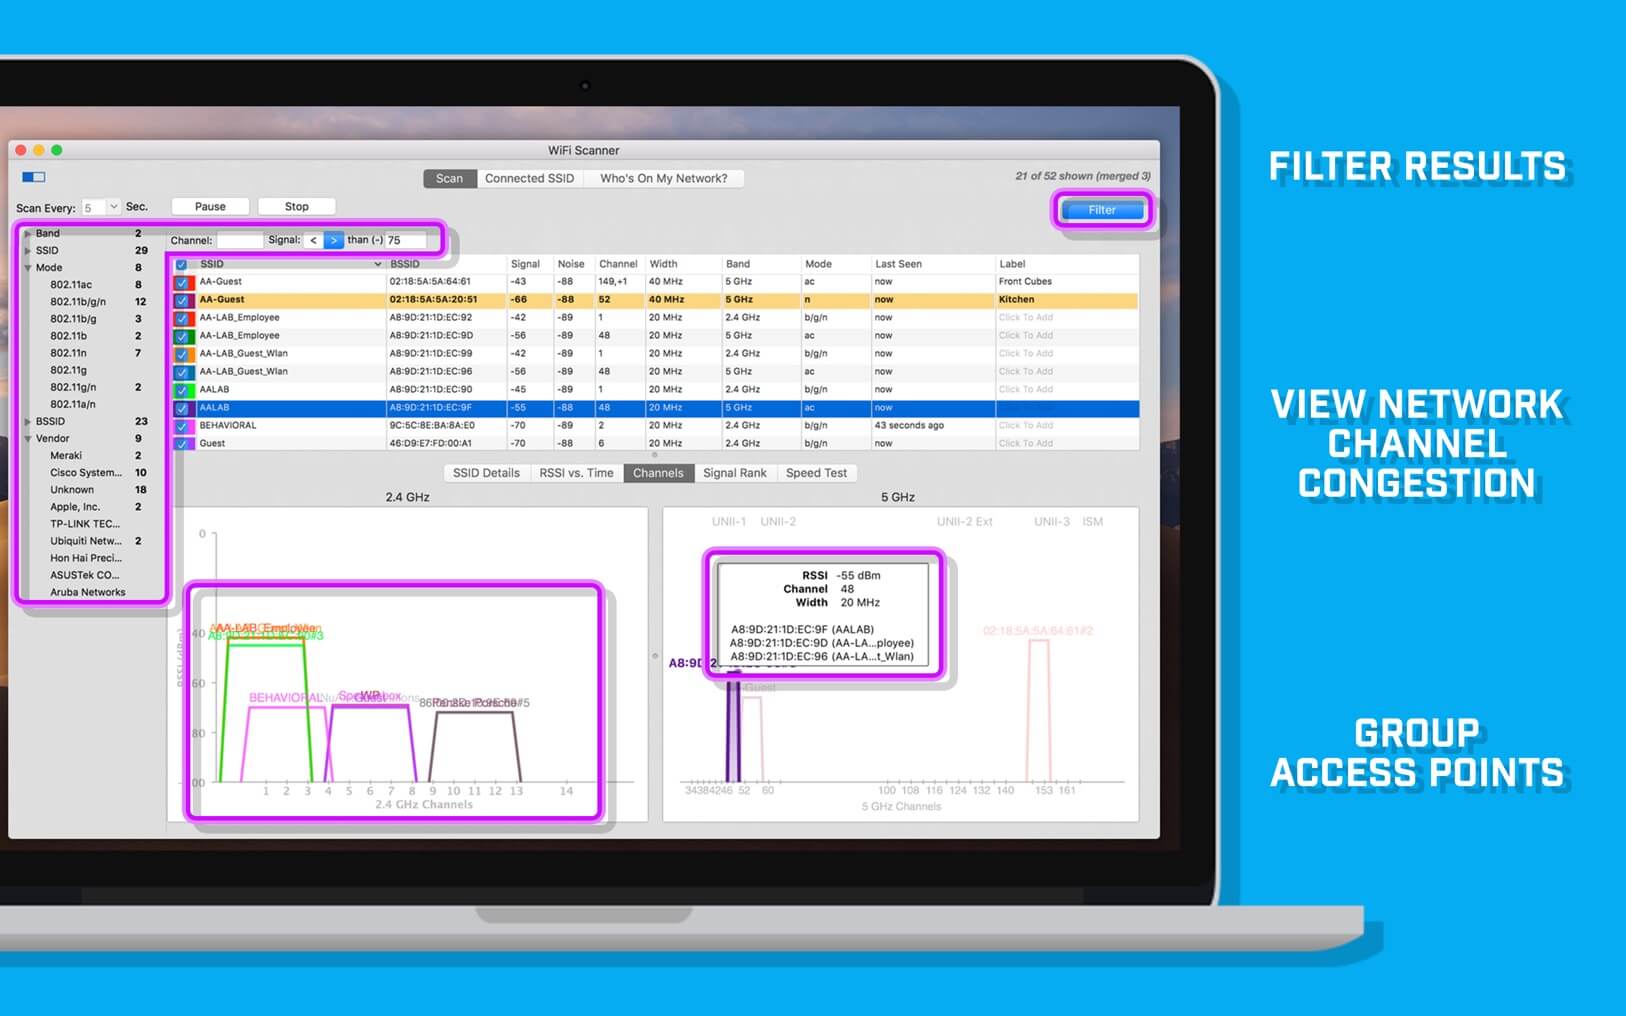 WiFi Scanner
Scan Connected SSID Who's On My Network?
21 of 52 shown (merged 3)
Scan Every: 5 Sec. Pause Stop
Filter
Channel: Signal: < > than (-) 75
Band 2
SSID 29
Mode 8
802.11ac 8
802.11b/g/n 12
802.11b/g 3
802.11b 2
802.11n 7
802.11g
802.11g/n 2
802.11a/n
BSSID 23
Vendor 9
Meraki 2
Cisco System... 10
Unknown 18
Apple, Inc. 2
TP-LINK TEC...
Ubiquiti Netw... 2
Hon Hai Preci...
ASUSTek CO...
Aruba Networks
SSID BSSID Signal Noise Channel Width Band Mode Last Seen Label
AA-Guest 02:18:5A:5A:64:61 -43 -88 149,+1 40 MHz 5 GHz ac now Front Cubes
AA-Guest 02:18:5A:5A:20:51 -66 -88 52 40 MHz 5 GHz n now Kitchen
AA-LAB_Employee A8:9D:21:1D:EC:92 -42 -89 1 20 MHz 2.4 GHz b/g/n now Click To Add
AA-LAB_Employee A8:9D:21:1D:EC:9D -56 -89 48 20 MHz 5 GHz ac now Click To Add
AA-LAB_Guest_Wlan A8:9D:21:1D:EC:99 -42 -89 1 20 MHz 2.4 GHz b/g/n now Click To Add
AA-LAB_Guest_Wlan A8:9D:21:1D:EC:96 -56 -89 48 20 MHz 5 GHz ac now Click To Add
AALAB A8:9D:21:1D:EC:90 -45 -89 1 20 MHz 2.4 GHz b/g/n now Click To Add
AALAB A8:9D:21:1D:EC:9F -55 -88 48 20 MHz 5 GHz ac now
BEHAVIORAL 9C:5C:8E:BA:8A:E0 -70 -89 2 20 MHz 2.4 GHz b/g/n 43 seconds ago Click To Add
Guest 46:D9:E7:FD:00:A1 -70 -88 6 20 MHz 2.4 GHz b/g/n now Click To Add
SSID Details RSSI vs. Time Channels Signal Rank Speed Test
2.4 GHz
0
40
60
80
AA-LAB_Employee
BEHAVIORAL
1 2 3 4 5 6 7 8 9 10 11 12 13 14
2.4 GHz Channels
5 GHz
UNII-1 UNII-2 UNII-2 Ext UNII-3 ISM
RSSI -55 dBm
Channel 48
Width 20 MHz
A8:9D:21:1D:EC:9F (AALAB)
A8:9D:21:1D:EC:9D (AA-LA...ployee)
A8:9D:21:1D:EC:96 (AA-LA...t_Wlan)
02:18:5A:5A:64:61#2
52 60 100 108 116 124 132 140 153 161
5 GHz Channels
FILTER RESULTS
VIEW NETWORK
CHANNEL
CONGESTION
GROUP
ACCESS POINTS